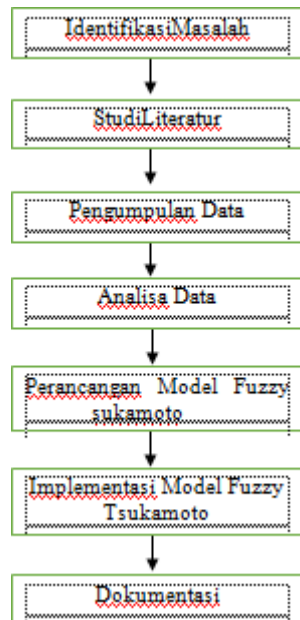 IdentifikasiMasalah
StudiLiteratur
Pengumpulan Data
Analisa Data
Perancangan Model Fuzzy
sukamoto
Implementasi Model Fuzzy
Tsukamoto
Dokumentasi